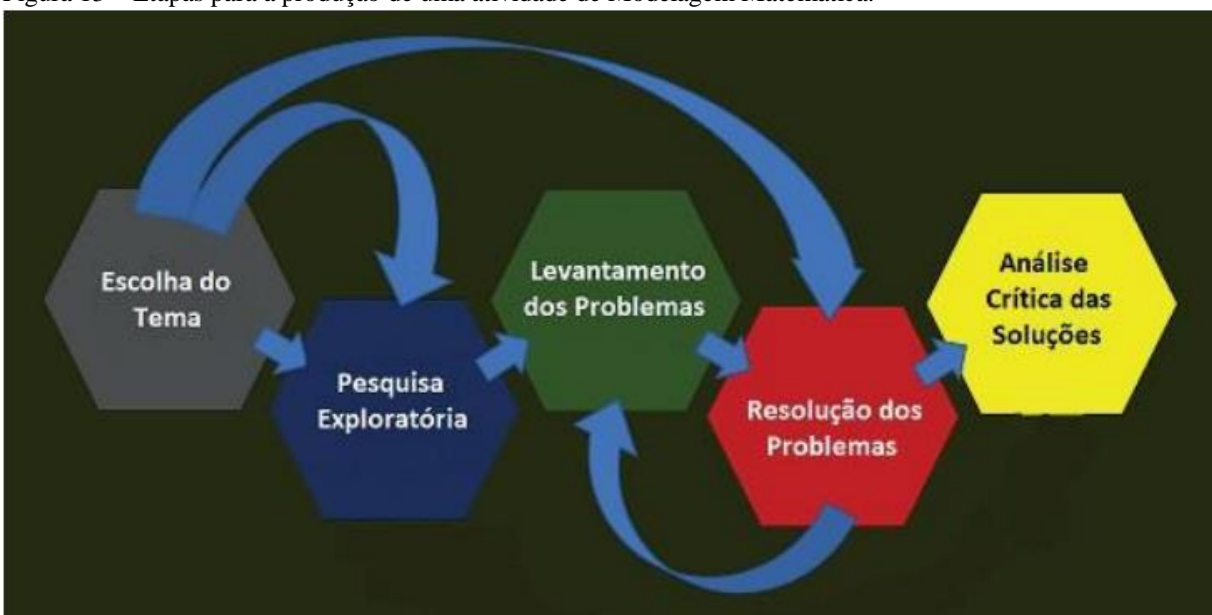 Figura 13 – Etapas para a produção de uma atividade de Modelagem Matemática.
Escolha do
Tema
Pesquisa
Exploratória
Levantamento
dos Problemas
Resolução dos
Problemas
Análise
Crítica das
Soluções